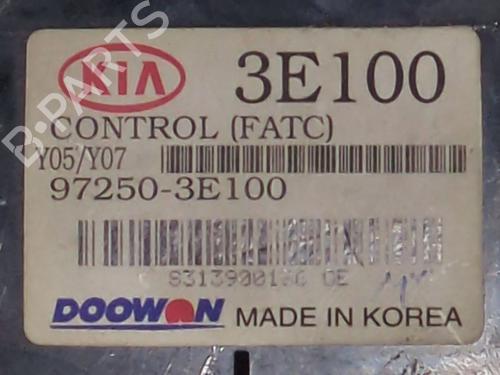 KIA 3E100
CONTROL (FATC)
Y05/Y07
97250-3E100
DOOWON MADE IN KOREA
B-PARTS